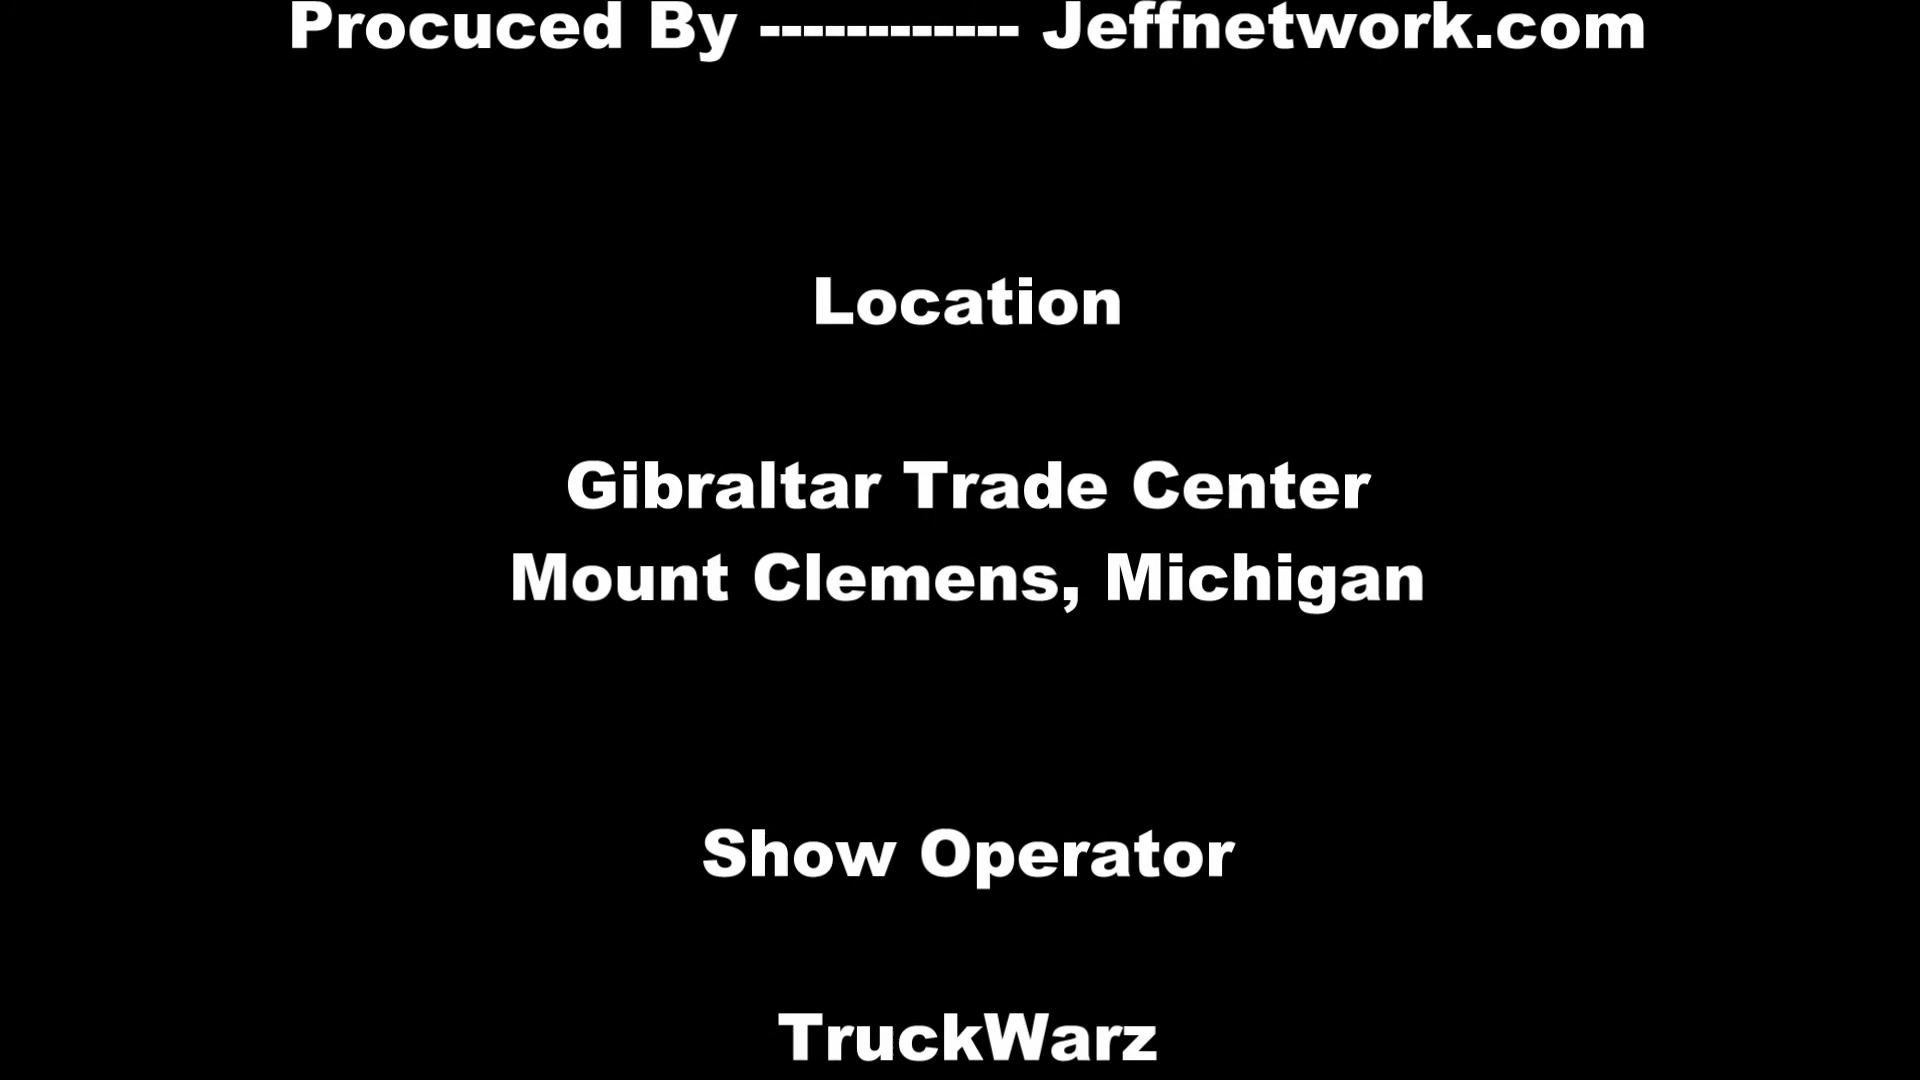 Procuced By ------------ Jeffnetwork.com
Location
Gibraltar Trade Center
Mount Clemens, Michigan
Show Operator
TruckWarz